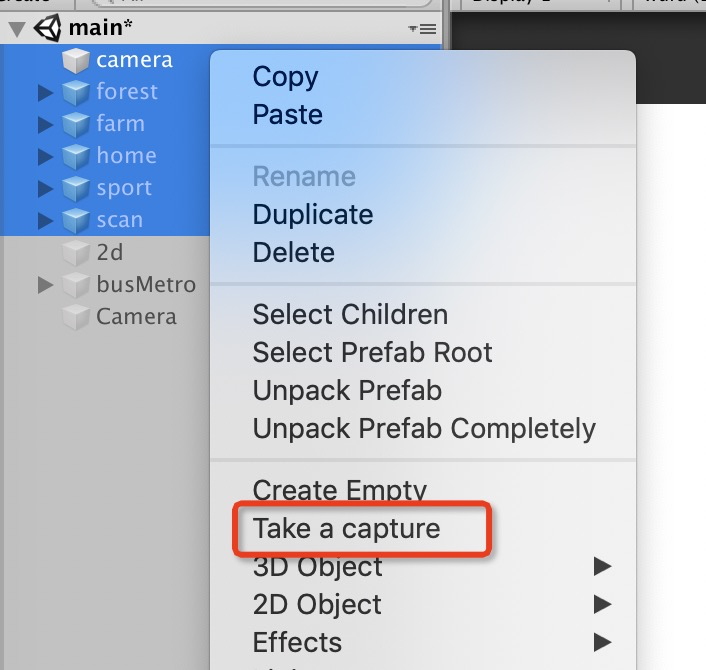 main*
camera
forest
farm
home
sport
scan
2d
busMetro
Camera
Copy
Paste
Rename
Duplicate
Delete
Select Children
Select Prefab Root
Unpack Prefab
Unpack Prefab Completely
Create Empty
Take a capture
3D Object
2D Object
Effects